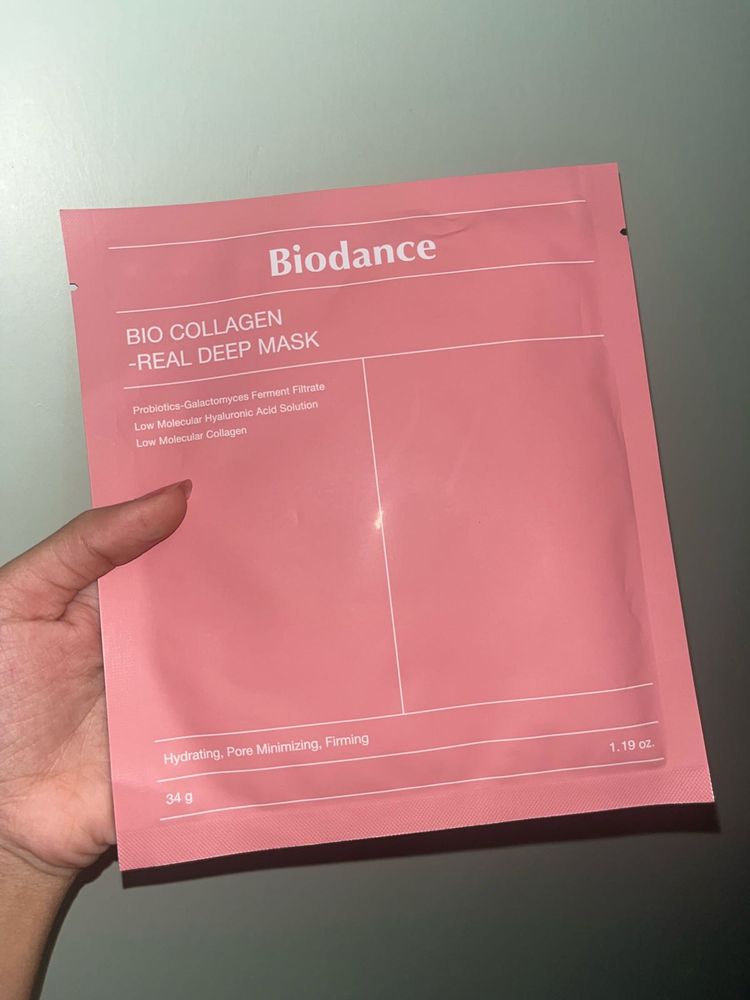 Biodance
BIO COLLAGEN
-REAL DEEP MASK
Probiotics-Galactomyces Ferment Filtrate
Low Molecular Hyaluronic Acid Solution
Low Molecular Collagen
Hydrating, Pore Minimizing, Firming
1.19 oz.
34 g